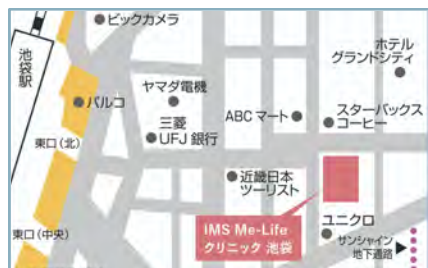 ビックカメラ
ホテル
グランドシティ
池袋駅
ヤマダ電機
パルコ
三菱
UFJ 銀行
ABCマート
スターバックス
コーヒー
東口(北)
近畿日本
ツーリスト
IMS Me-Life
クリニック 池袋
ユニクロ
東口(中央)
サンシャイン
地下通路